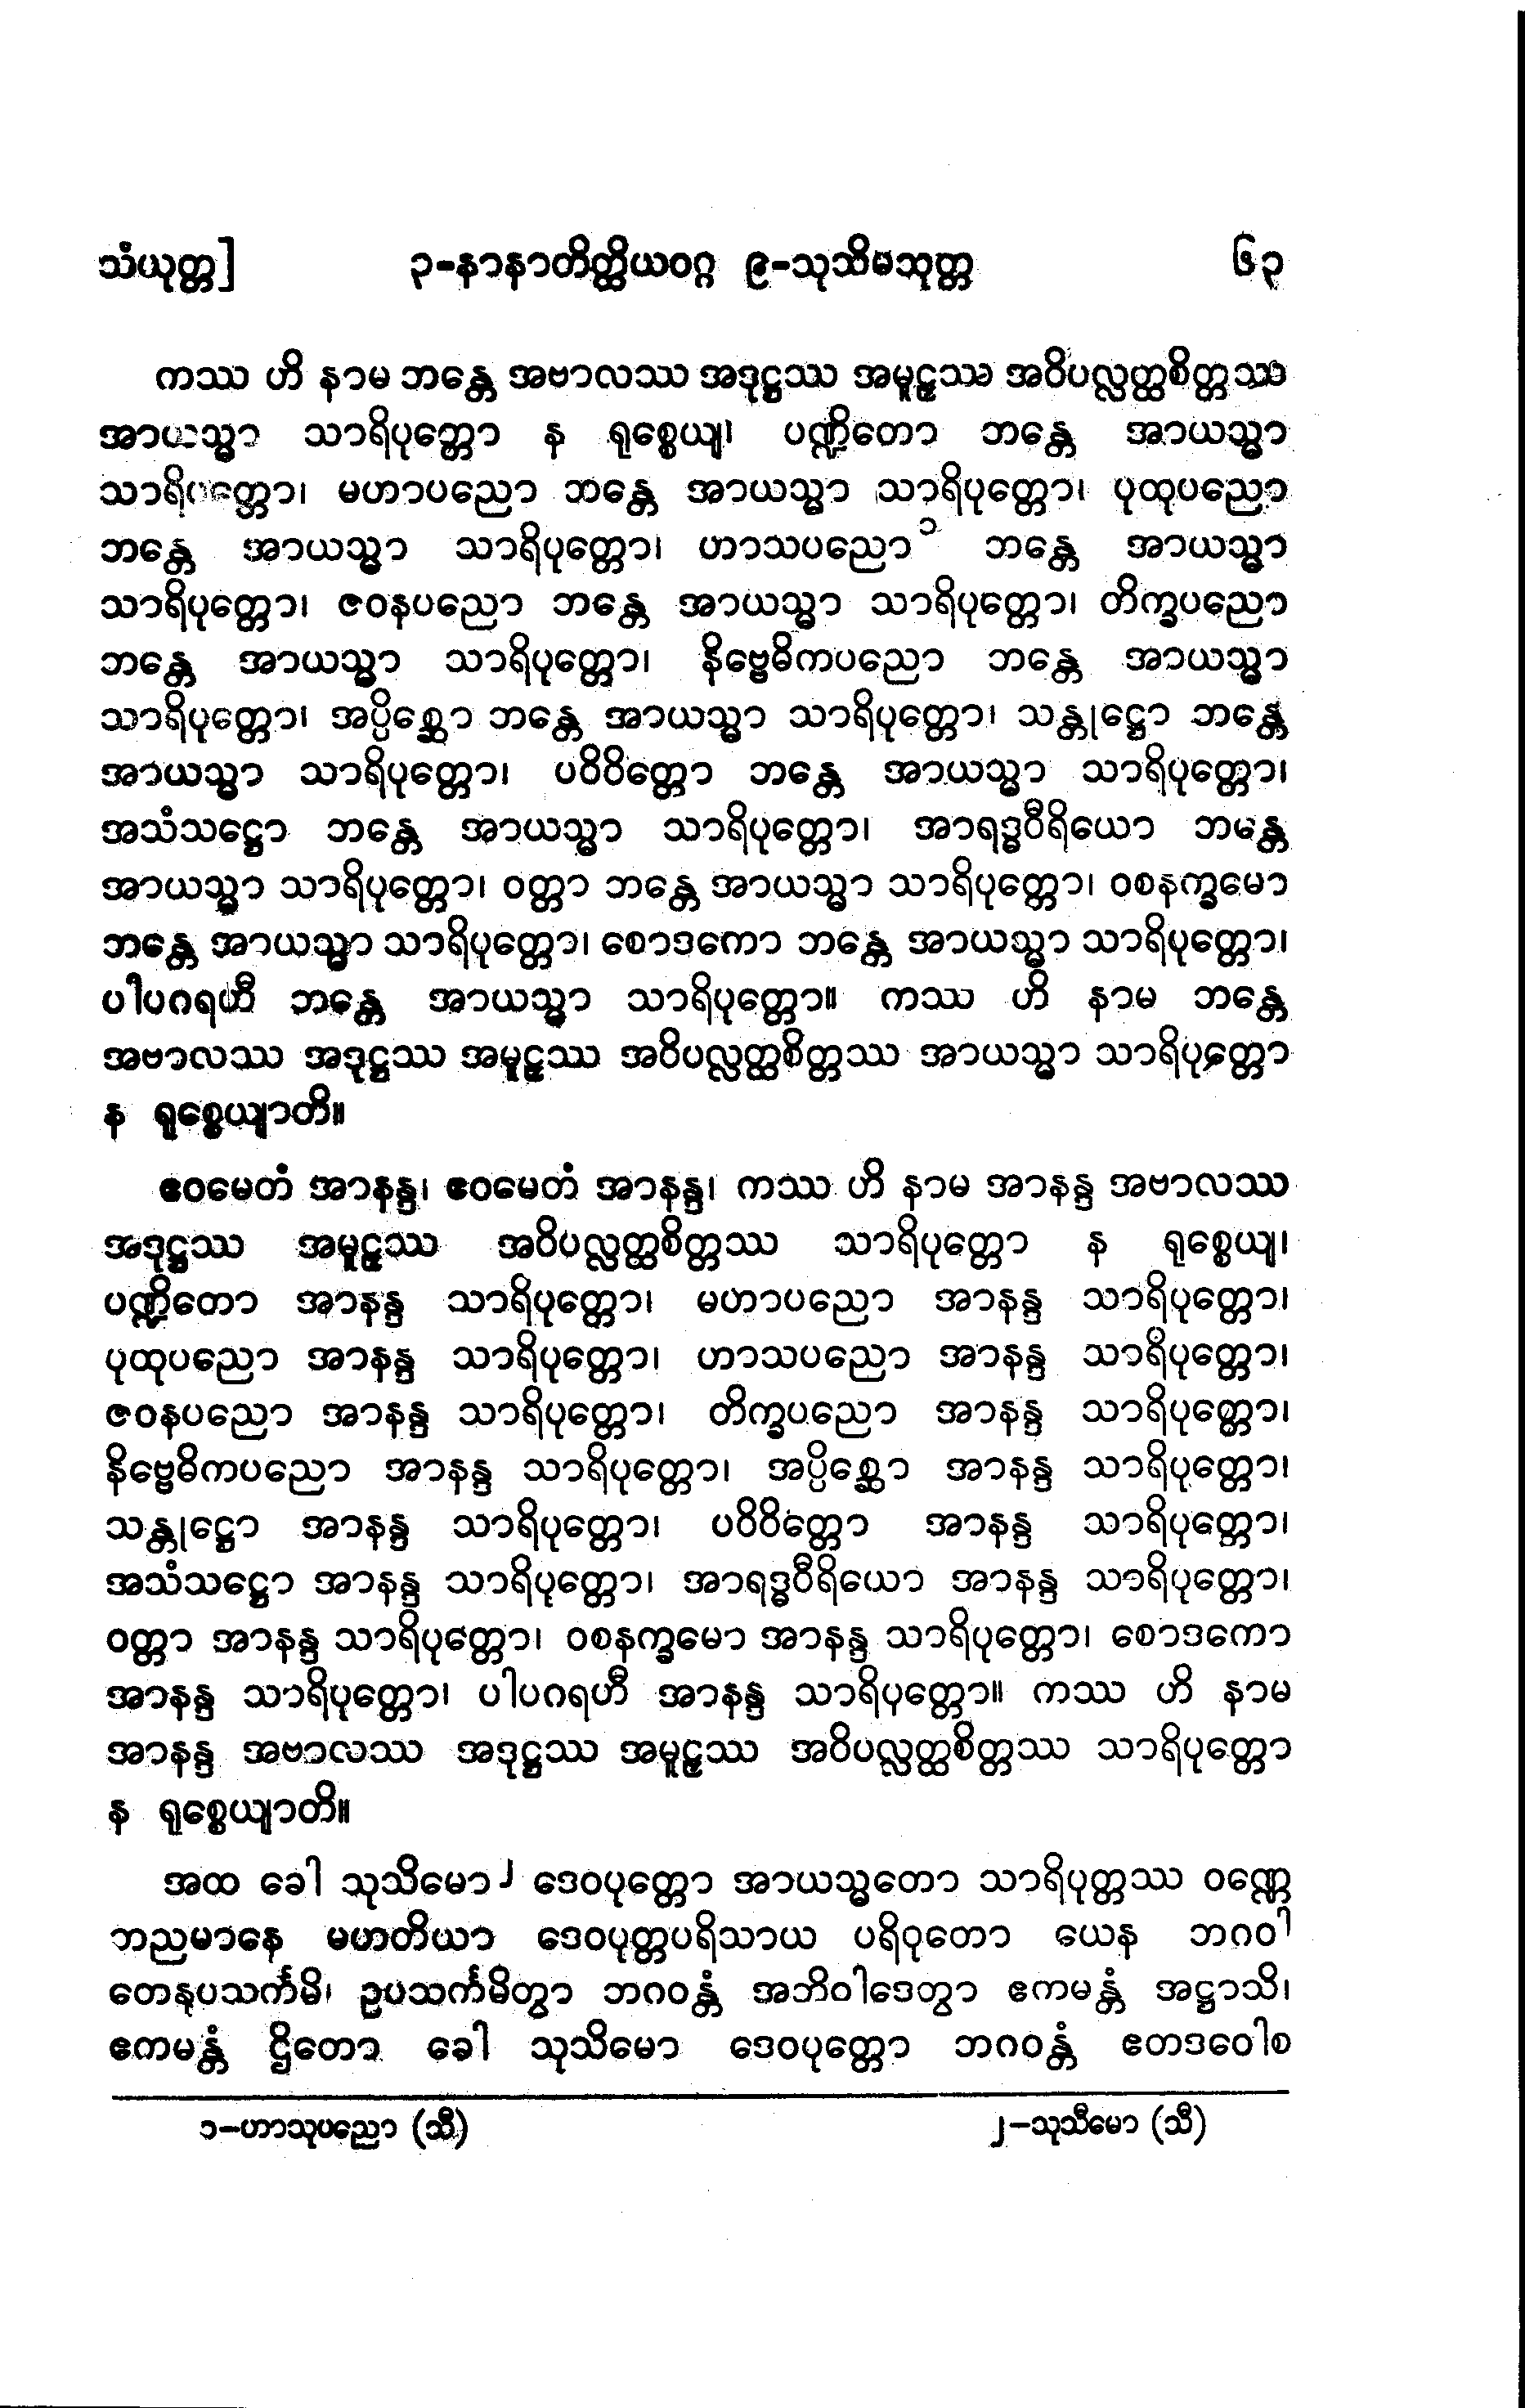 သံယုတ္တ] ၃-နာနာတိတ္ထိယဝဂ္ဂ ၉-သုသိမသုတ္တ ၆၃
ကဿ ဟိ နာမ ဘန္တေ အဗာလဿ အဒုဋ္ဌဿ အမူဠှဿ အဝိပလ္လတ္ထစိတ္တဿ
အာယသ္မာ သာရိပုတ္တော န ရုစ္စေယျ၊ ပဏ္ဍိတော ဘန္တေ အာယသ္မာ
သာရိပုတ္တော၊ မဟာပညော ဘန္တေ အာယသ္မာ သာရိပုတ္တော၊ ပုထုပညော
ဘန္တေ အာယသ္မာ သာရိပုတ္တော၊ ဟာသပညော ၁ ဘန္တေ အာယသ္မာ
သာရိပုတ္တော၊ ဇဝနပညော ဘန္တေ အာယသ္မာ သာရိပုတ္တော၊ တိက္ခပညော
ဘန္တေ အာယသ္မာ သာရိပုတ္တော၊ နိဗ္ဗေဓိကပညော ဘန္တေ အာယသ္မာ
သာရိပုတ္တော၊ အပ္ပိစ္ဆော ဘန္တေ အာယသ္မာ သာရိပုတ္တော၊ သန္တုဋ္ဌော ဘန္တေ
အာယသ္မာ သာရိပုတ္တော၊ ပဝိဝိတ္တော ဘန္တေ အာယသ္မာ သာရိပုတ္တော၊
အသံသဋ္ဌော ဘန္တေ အာယသ္မာ သာရိပုတ္တော၊ အာရဒ္ဓဝီရိယော ဘန္တေ
အာယသ္မာ သာရိပုတ္တော၊ ဝတ္တာ ဘန္တေ အာယသ္မာ သာရိပုတ္တော၊ ဝစနက္ခမော
ဘန္တေ အာယသ္မာ သာရိပုတ္တော၊ စောဒကော ဘန္တေ အာယသ္မာ သာရိပုတ္တော၊
ပါပဂရဟီ ဘန္တေ အာယသ္မာ သာရိပုတ္တော။ ကဿ ဟိ နာမ ဘန္တေ
အဗာလဿ အဒုဋ္ဌဿ အမူဠှဿ အဝိပလ္လတ္ထစိတ္တဿ အာယသ္မာ သာရိပုတ္တော
န ရုစ္စေယျာတိ။
ဧဝမေတံ အာနန္ဒ၊ ဧဝမေတံ အာနန္ဒ၊ ကဿ ဟိ နာမ အာနန္ဒ အဗာလဿ
အဒုဋ္ဌဿ အမူဠှဿ အဝိပလ္လတ္ထစိတ္တဿ သာရိပုတ္တော န ရုစ္စေယျ၊
ပဏ္ဍိတော အာနန္ဒ သာရိပုတ္တော၊ မဟာပညော အာနန္ဒ သာရိပုတ္တော၊
ပုထုပညော အာနန္ဒ သာရိပုတ္တော၊ ဟာသပညော အာနန္ဒ သာရိပုတ္တော၊
ဇဝနပညော အာနန္ဒ သာရိပုတ္တော၊ တိက္ခပညော အာနန္ဒ သာရိပုတ္တော၊
နိဗ္ဗေဓိကပညော အာနန္ဒ သာရိပုတ္တော၊ အပ္ပိစ္ဆော အာနန္ဒ သာရိပုတ္တော၊
သန္တုဋ္ဌော အာနန္ဒ သာရိပုတ္တော၊ ပဝိဝိတ္တော အာနန္ဒ သာရိပုတ္တော၊
အသံသဋ္ဌော အာနန္ဒ သာရိပုတ္တော၊ အာရဒ္ဓဝီရိယော အာနန္ဒ သာရိပုတ္တော၊
ဝတ္တာ အာနန္ဒ သာရိပုတ္တော၊ ဝစနက္ခမော အာနန္ဒ သာရိပုတ္တော၊ စောဒကော
အာနန္ဒ သာရိပုတ္တော၊ ပါပဂရဟီ အာနန္ဒ သာရိပုတ္တော။ ကဿ ဟိ နာမ
အာနန္ဒ အဗာလဿ အဒုဋ္ဌဿ အမူဠှဿ အဝိပလ္လတ္ထစိတ္တဿ သာရိပုတ္တော
န ရုစ္စေယျာတိ။
အထ ခေါ သုသိမော ၂ ဒေဝပုတ္တော အာယသ္မတော သာရိပုတ္တဿ ဝဏ္ဏေ
ဘညမာနေ မဟတိယာ ဒေဝပုတ္တပရိသာယ ပရိဝုတော ယေန ဘဂဝါ
တေနုပသင်္ကမိ၊ ဥပသင်္ကမိတွာ ဘဂဝန္တံ အဘိဝါဒေတွာ ဧကမန္တံ အဋ္ဌာသိ၊
ဧကမန္တံ ဌိတော ခေါ သုသိမော ဒေဝပုတ္တော ဘဂဝန္တံ ဧတဒဝေါစ
၁-ဟာသုပညော (သီ) ၂-သုသီမော (သီ)